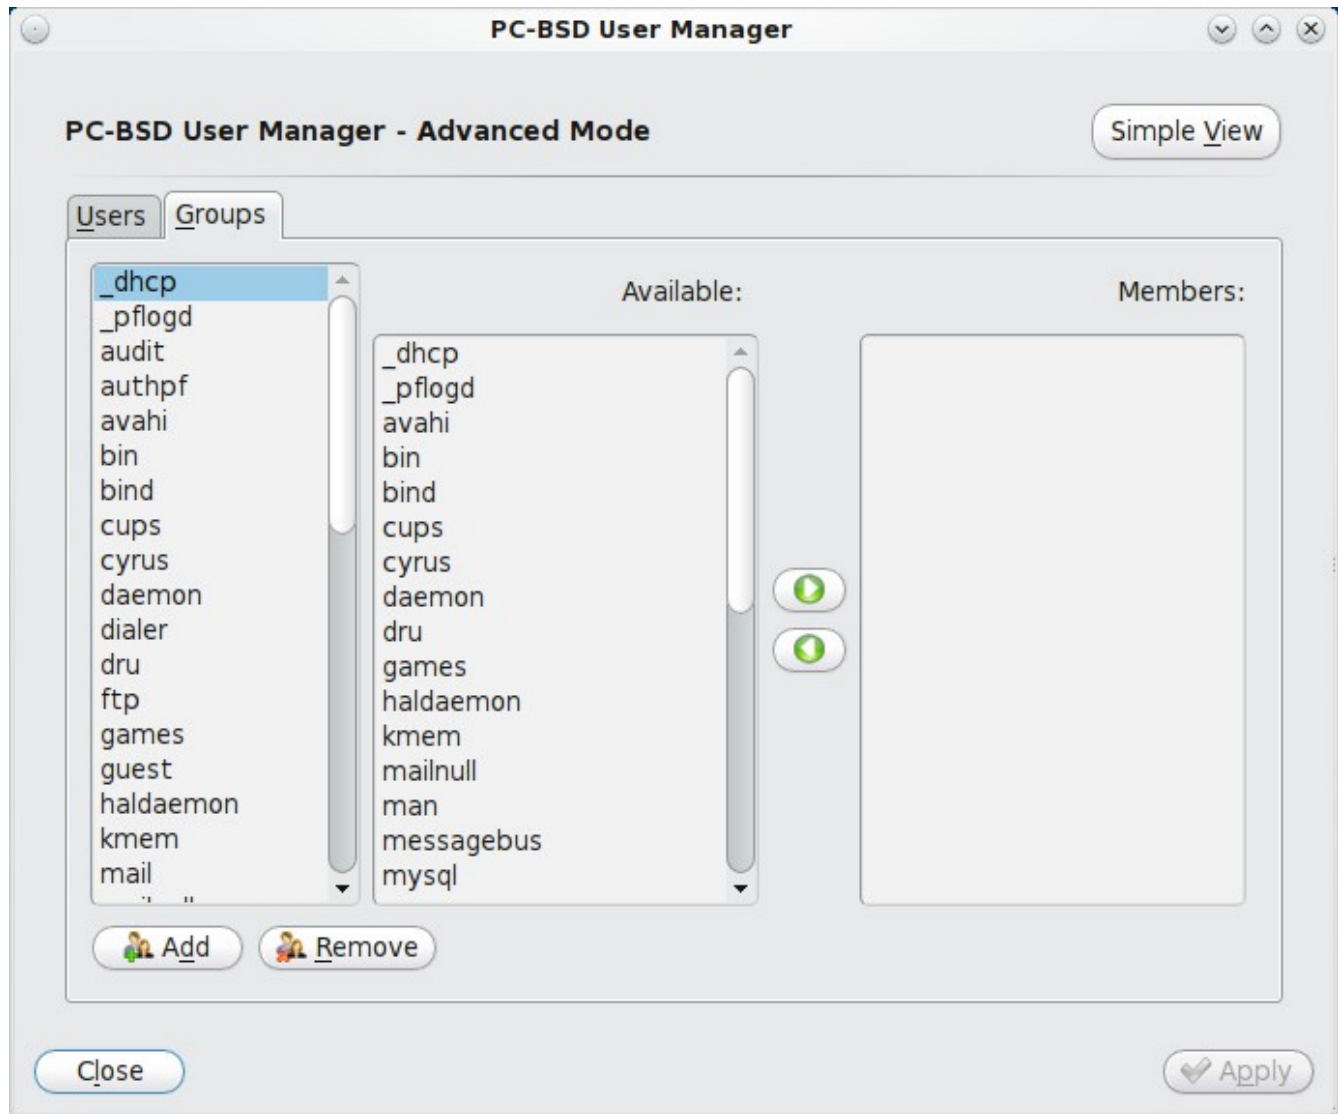 PC-BSD User Manager
PC-BSD User Manager - Advanced Mode
Simple View
Users
Groups
_dhcp
_pflogd
audit
authpf
avahi
bin
bind
cups
cyrus
daemon
dialer
dru
ftp
games
guest
haldaemon
kmem
mail
Available:
_dhcp
_pflogd
avahi
bin
bind
cups
cyrus
daemon
dru
games
haldaemon
kmem
mailnull
man
messagebus
mysql
Members:
Add
Remove
Close
Apply